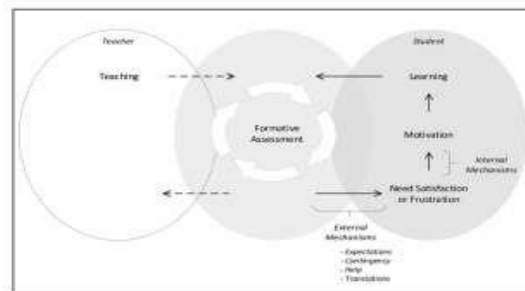 Teacher
Student
Teaching
Learning
Formative
Assessment
Motivation
Internal
Mechanisms
Need Satisfaction
or Frustration
External
Mechanisms
- Expectations
- Contingency
- Help
- Translations